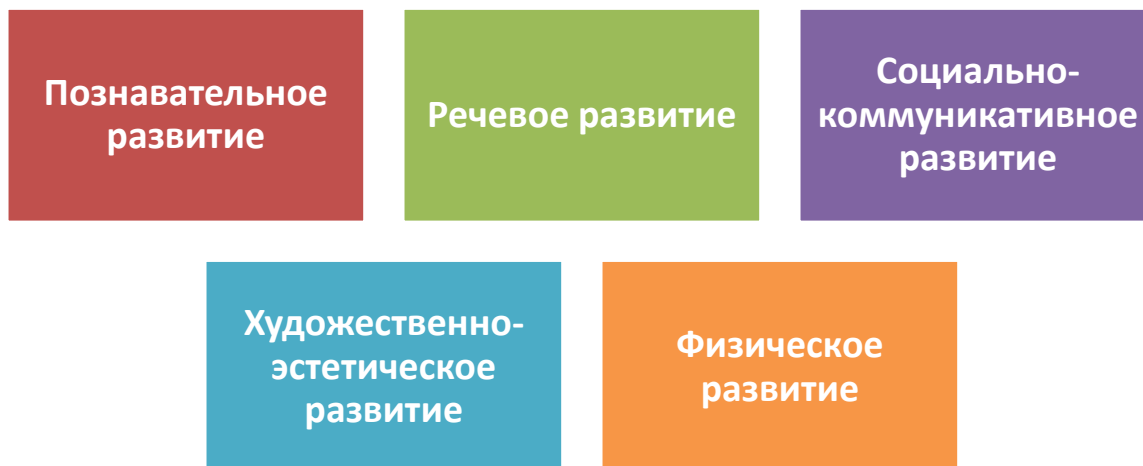 Познавательное
развитие
Речевое развитие
Социально-
коммуникативное
развитие
Художественно-
эстетическое
развитие
Физическое
развитие